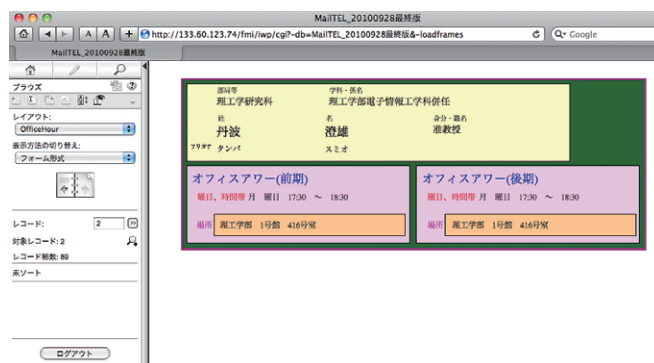 MailTEL_20100928最終版
A A
http://133.60.123.74/fmi/iwp/cgi?-db=MailTEL_20100928最終版&-loadframes
Google
MailTEL_20100928最終版
ブラウズ
レイアウト:
OfficeHour
表示方法の切り替え:
フォーム形式
レコード: 2
対象レコード: 2
レコード総数: 89
未ソート
ログアウト
部局等 学科・係名
理工学研究科 理工学部電子情報工学科併任
姓 名 身分・職名
丹波 澄雄 准教授
フリガナ タンバ スミオ
オフィスアワー(前期)
曜日、時間帯 月 曜日 17:30 ～ 18:30
場所 理工学部 1号館 416号室
オフィスアワー(後期)
曜日、時間帯 月 曜日 17:30 ～ 18:30
場所 理工学部 1号館 416号室